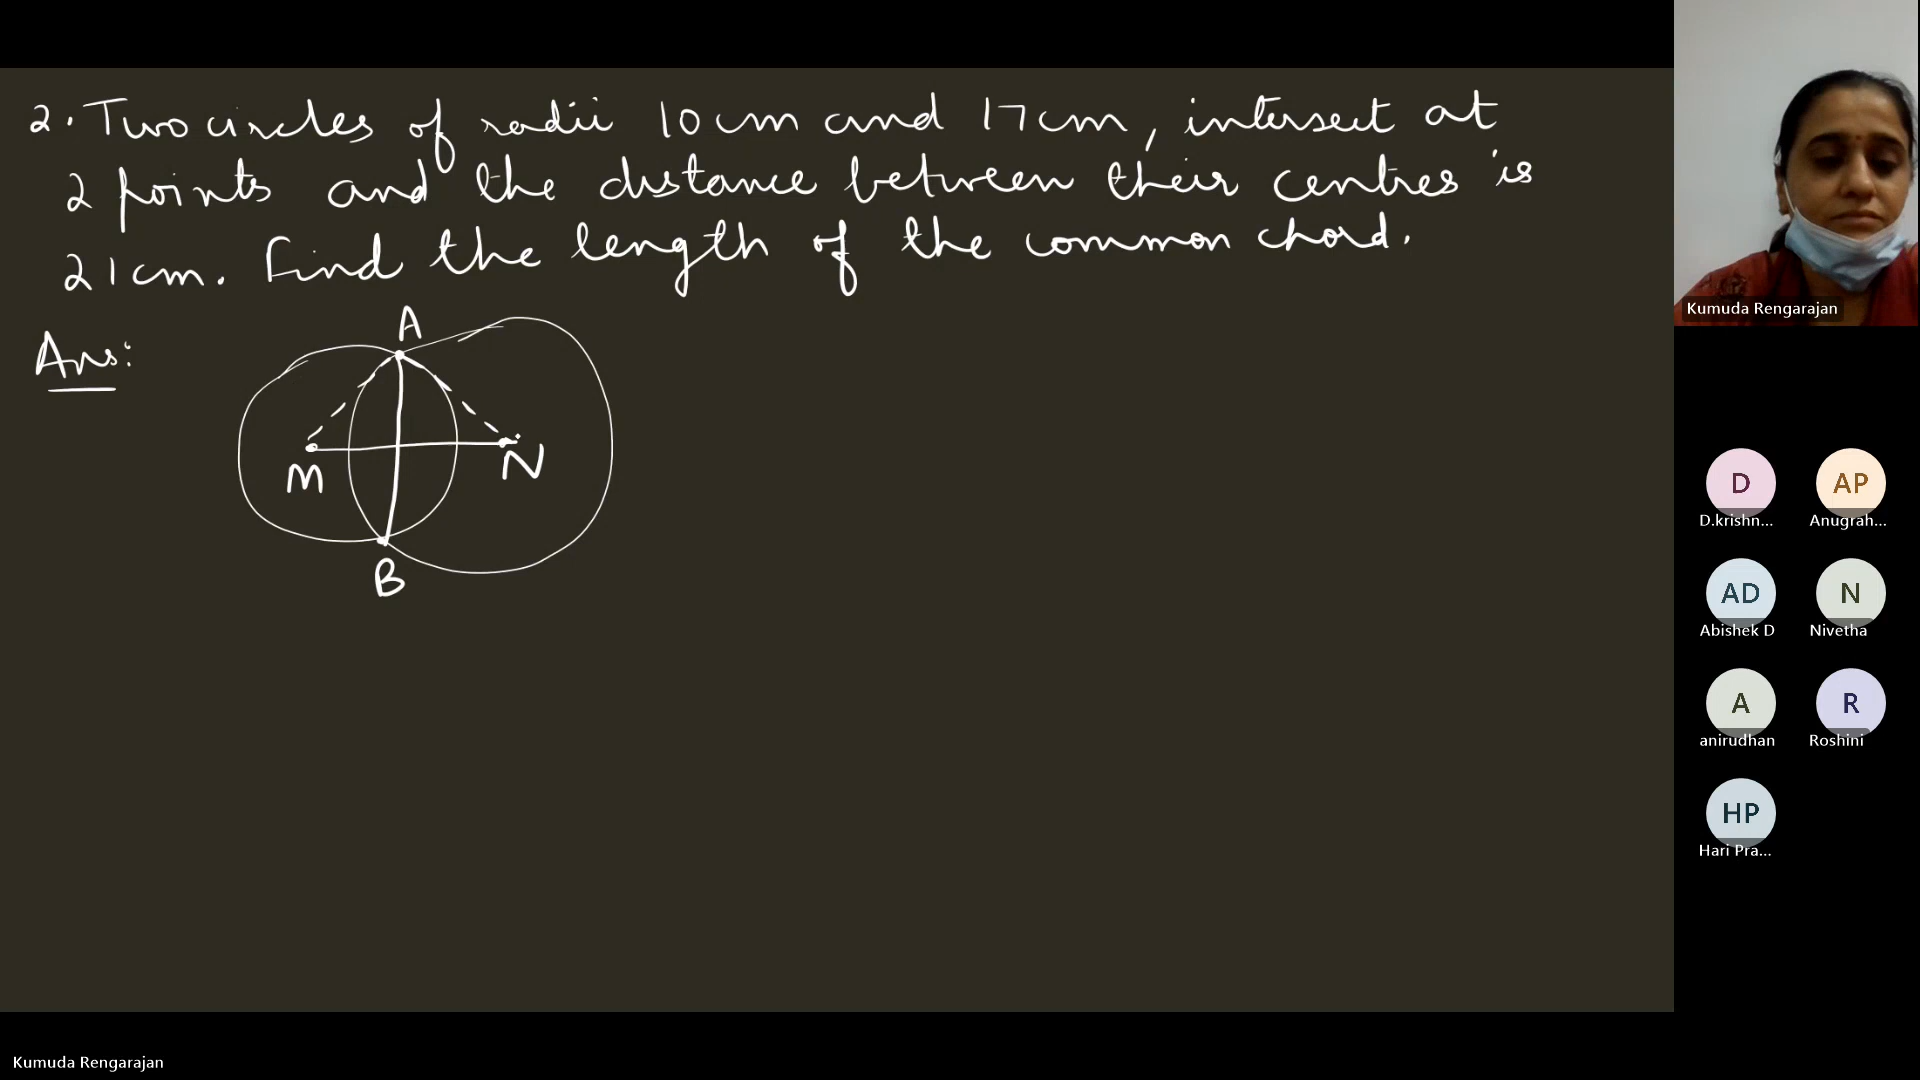 2. Two circles of radii 10cm and 17cm, intersect at
2 points and the distance between their centres is
21cm. Find the length of the common chord.
Ans:
A
M
N
B
Kumuda Rengarajan
D
AP
D.krishn...
Anugrah...
AD
N
Abishek D
Nivetha
A
R
anirudhan
Roshini
HP
Hari Pra...
Kumuda Rengarajan